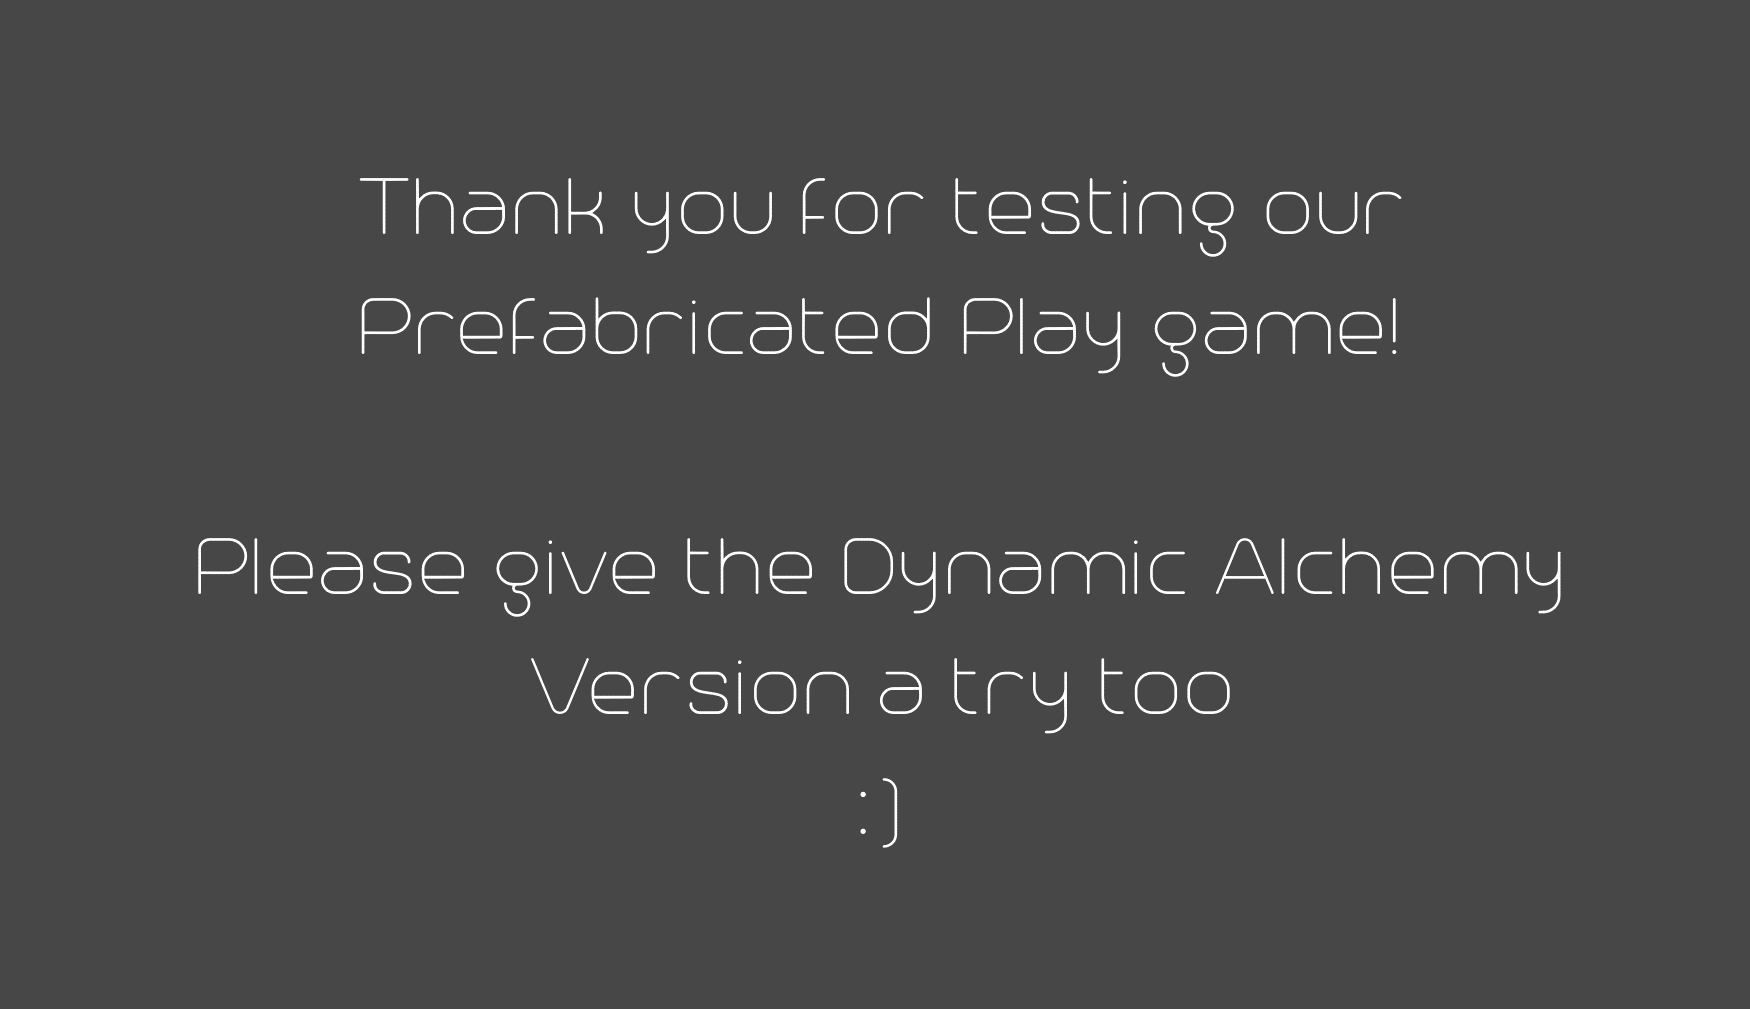 Thank you for testing our
Prefabricated Play game!
Please give the Dynamic Alchemy
Version a try too
:)